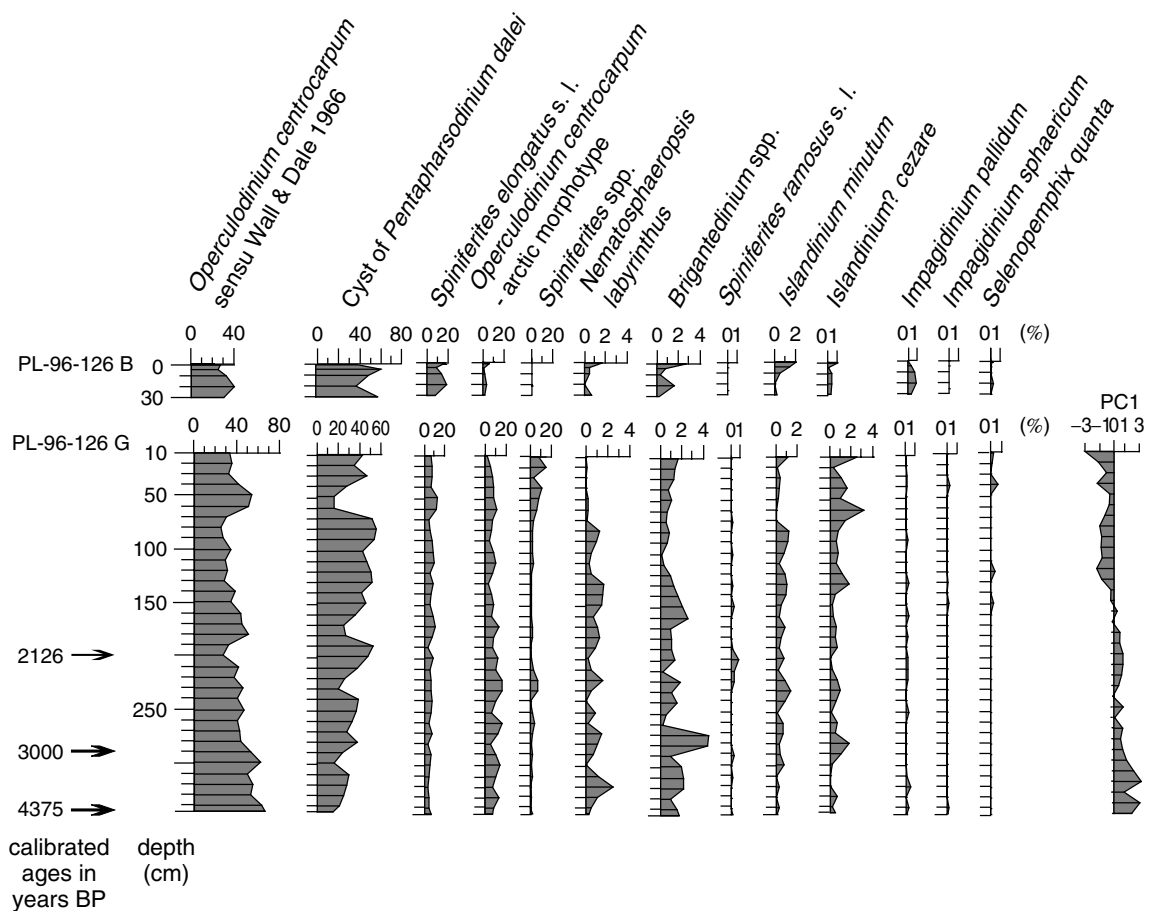 Operculodinium centrocarpum
sensu Wall & Dale 1966
Cyst of Pentapharsodinium dalei
Spiniferites elongatus s. l.
Operculodinium centrocarpum
- arctic morphotype
Spiniferites spp.
Nematosphaeropsis
labyrinthus
Brigantedinium spp.
Spiniferites ramosus s. l.
Islandinium minutum
Islandinium? cezare
Impagidinium pallidum
Impagidinium sphaericum
Selenopemphix quanta
0 40 0 40 80 0 20 0 20 0 20 0 2 4 0 2 4 01 0 2 01 01 01 01 (%)
PL-96-126 B
0
30
PL-96-126 G
0 40 80 0 20 40 60 0 20 0 20 0 20 0 2 4 0 2 4 01 0 2 0 2 4 01 01 01 (%)
PC1
−3−101 3
10
50
100
150
2126
250
3000
4375
calibrated
ages in
years BP
depth
(cm)